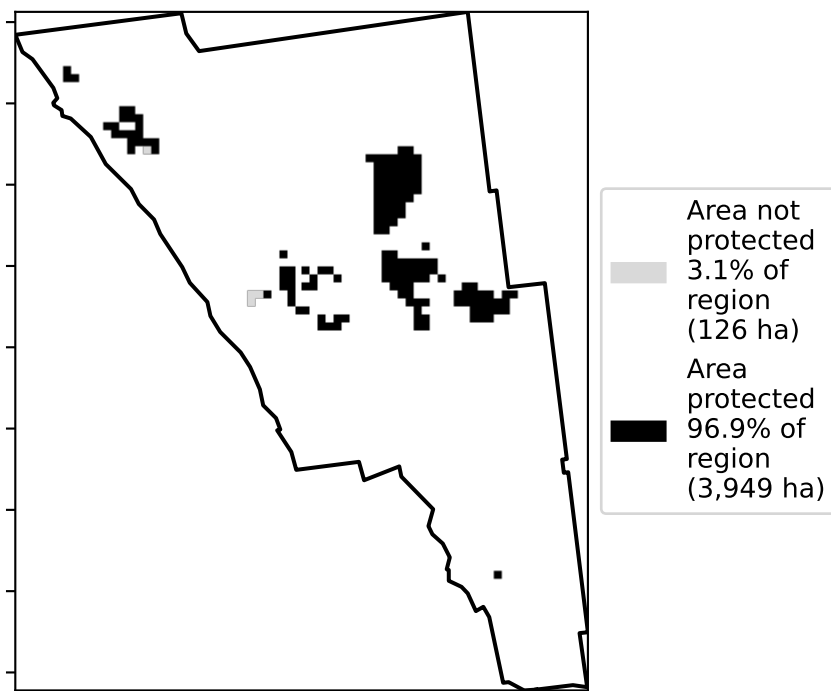 Area not
protected
3.1% of
region
(126 ha)
Area
protected
96.9% of
region
(3,949 ha)